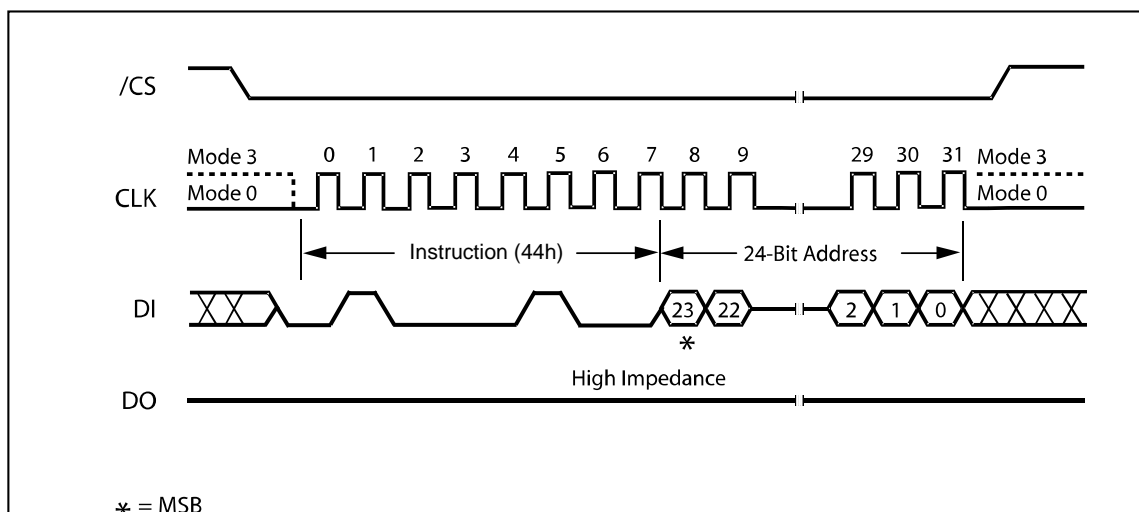 /CS
Mode 3
0 1 2 3 4 5 6 7 8 9 29 30 31
Mode 3
CLK
Mode 0
Mode 0
Instruction (44h)
24-Bit Address
DI
23 22 2 1 0
*
High Impedance
DO
* = MSB